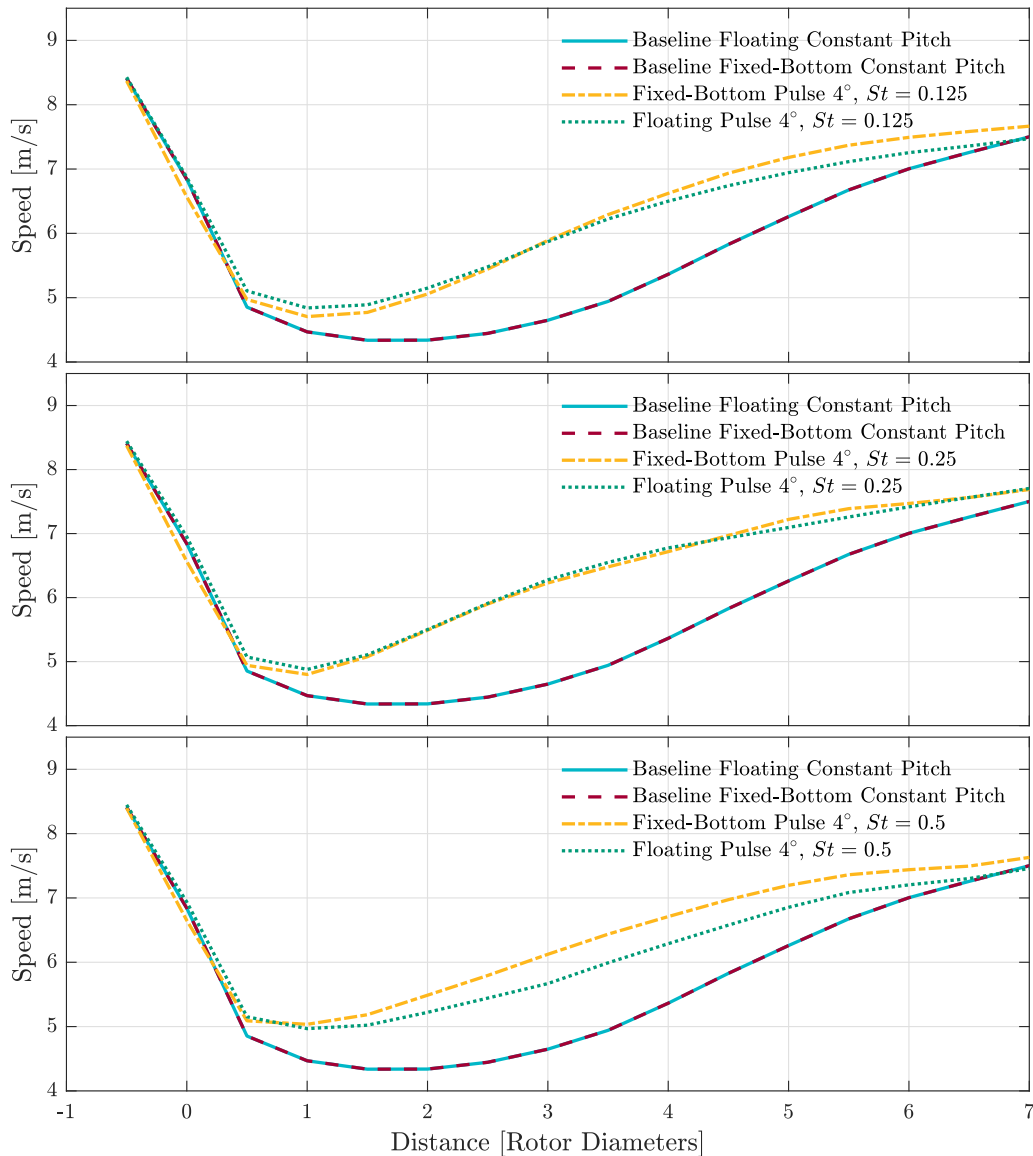 9
8
7
6
5
4
Speed [m/s]
Baseline Floating Constant Pitch
Baseline Fixed-Bottom Constant Pitch
Fixed-Bottom Pulse 4°, St = 0.125
Floating Pulse 4°, St = 0.125
9
8
7
6
5
4
Speed [m/s]
Baseline Floating Constant Pitch
Baseline Fixed-Bottom Constant Pitch
Fixed-Bottom Pulse 4°, St = 0.25
Floating Pulse 4°, St = 0.25
9
8
7
6
5
4
Speed [m/s]
Baseline Floating Constant Pitch
Baseline Fixed-Bottom Constant Pitch
Fixed-Bottom Pulse 4°, St = 0.5
Floating Pulse 4°, St = 0.5
-1 0 1 2 3 4 5 6 7
Distance [Rotor Diameters]